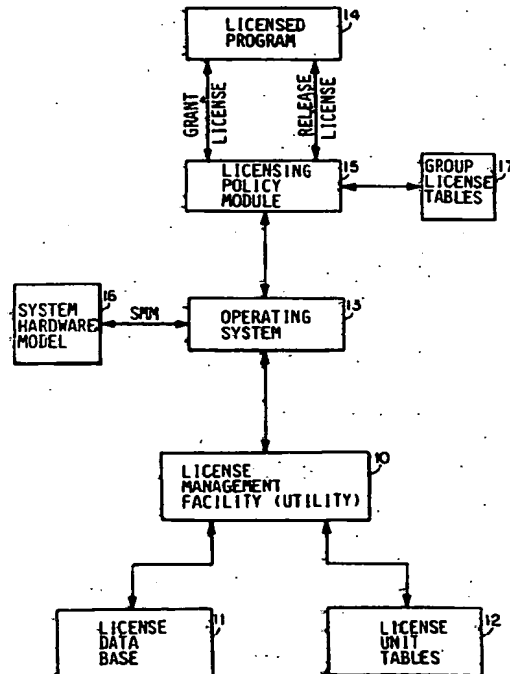 LICENSED
PROGRAM
14
GRANT
LICENSE
RELEASE
LICENSE
LICENSING
POLICY
MODULE
15
GROUP
LICENSE
TABLES
17
SYSTEM
HARDWARE
MODEL
16
SMM
OPERATING
SYSTEM
13
LICENSE
MANAGEMENT
FACILITY (UTILITY)
10
LICENSE
DATA
BASE
11
LICENSE
UNIT
TABLES
12